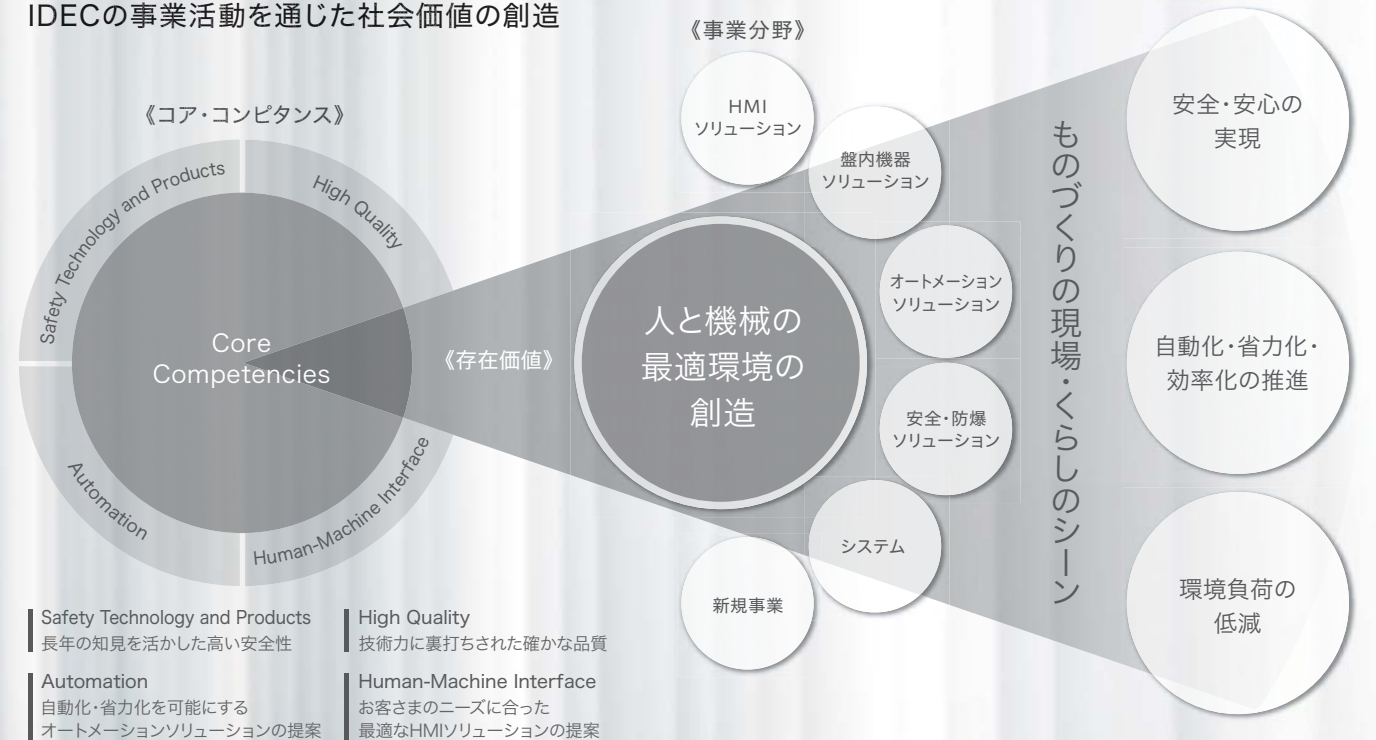 IDECの事業活動を通じた社会価値の創造
《コア・コンピタンス》
Safety Technology and Products
High Quality
Automation
Human-Machine Interface
Core
Competencies
《存在価値》
人と機械の
最適環境の
創造
《事業分野》
HMI
ソリューション
盤内機器
ソリューション
オートメーション
ソリューション
安全・防爆
ソリューション
システム
新規事業
ものづくりの現場・くらしのシーン
安全・安心の
実現
自動化・省力化・
効率化の推進
環境負荷の
低減
Safety Technology and Products
長年の知見を活かした高い安全性
High Quality
技術力に裏打ちされた確かな品質
Automation
自動化・省力化を可能にする
オートメーションソリューションの提案
Human-Machine Interface
お客さまのニーズに合った
最適なHMIソリューションの提案